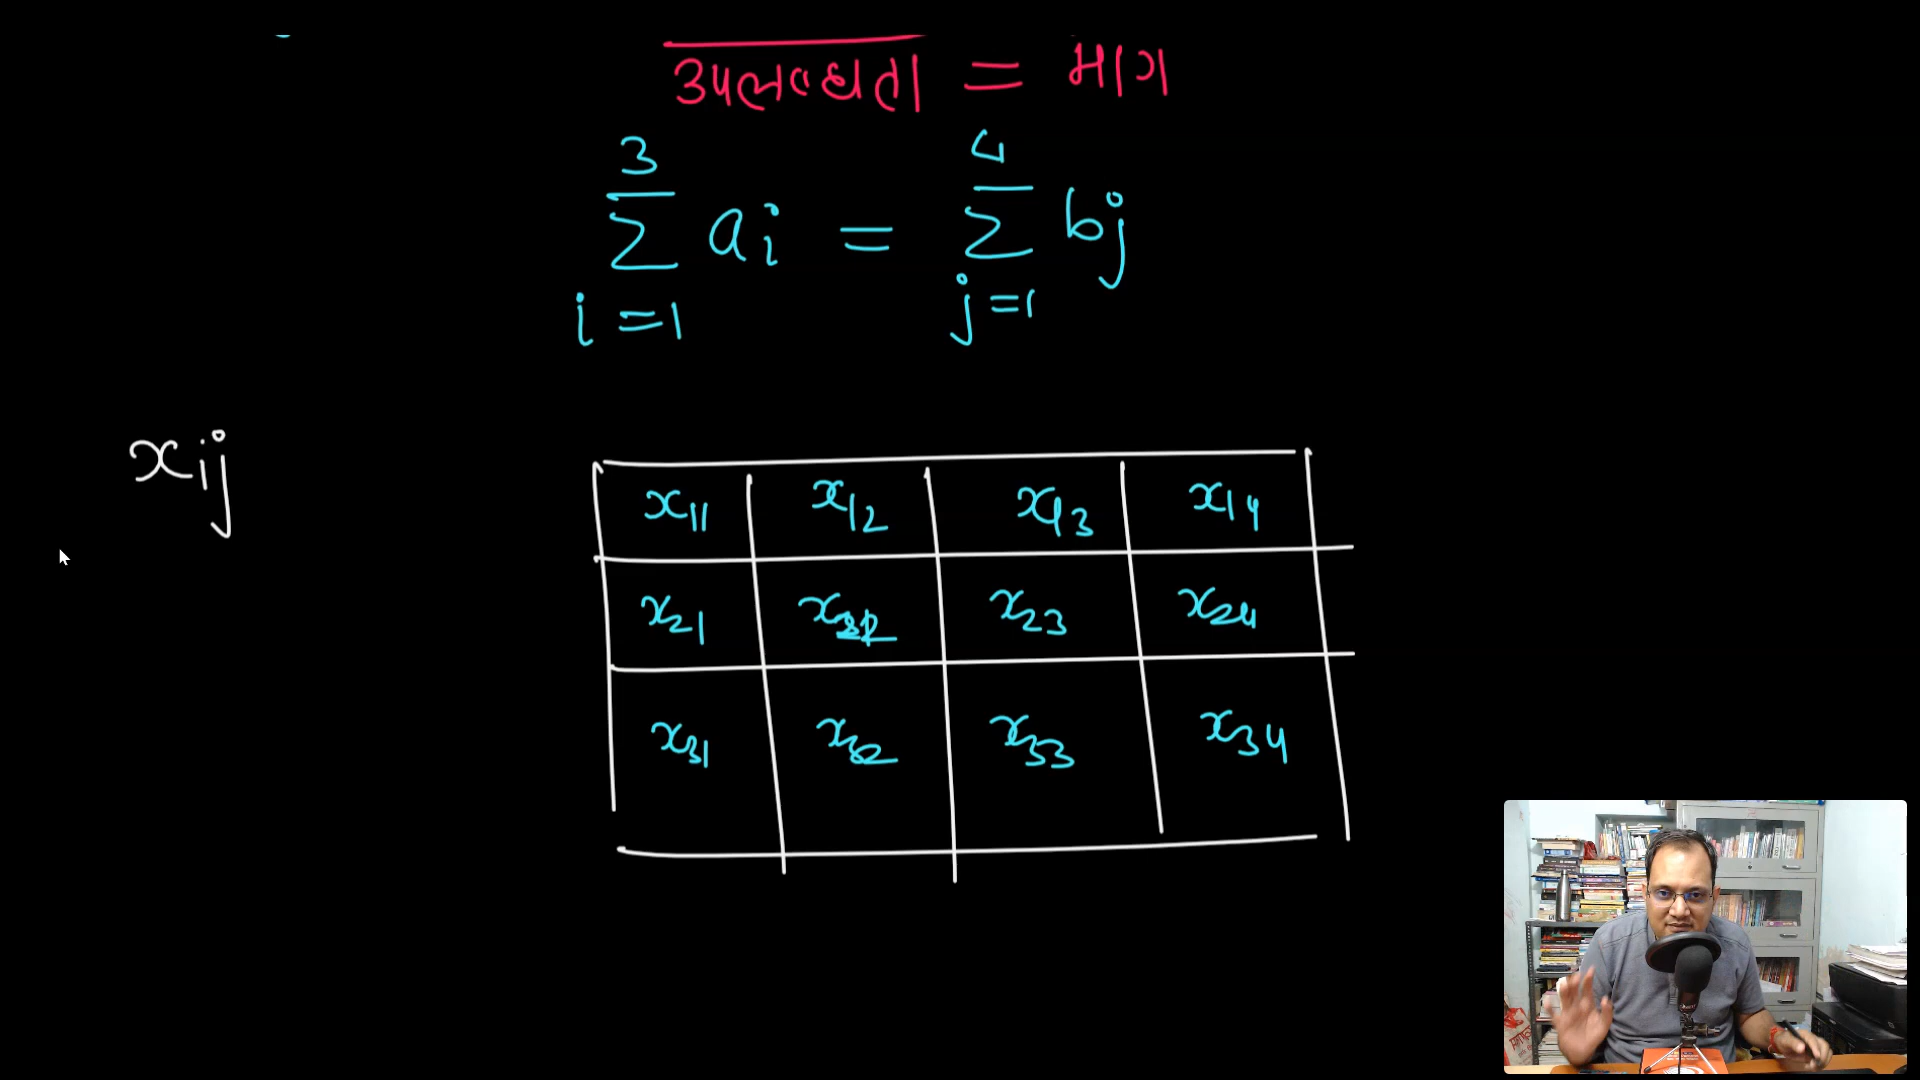 उपलब्धता = मांग
3 4
∑ ai = ∑ bj
i=1 j=1
xij
x11 x12 x13 x14
x21 x23 x24
x31 x32 x33 x34